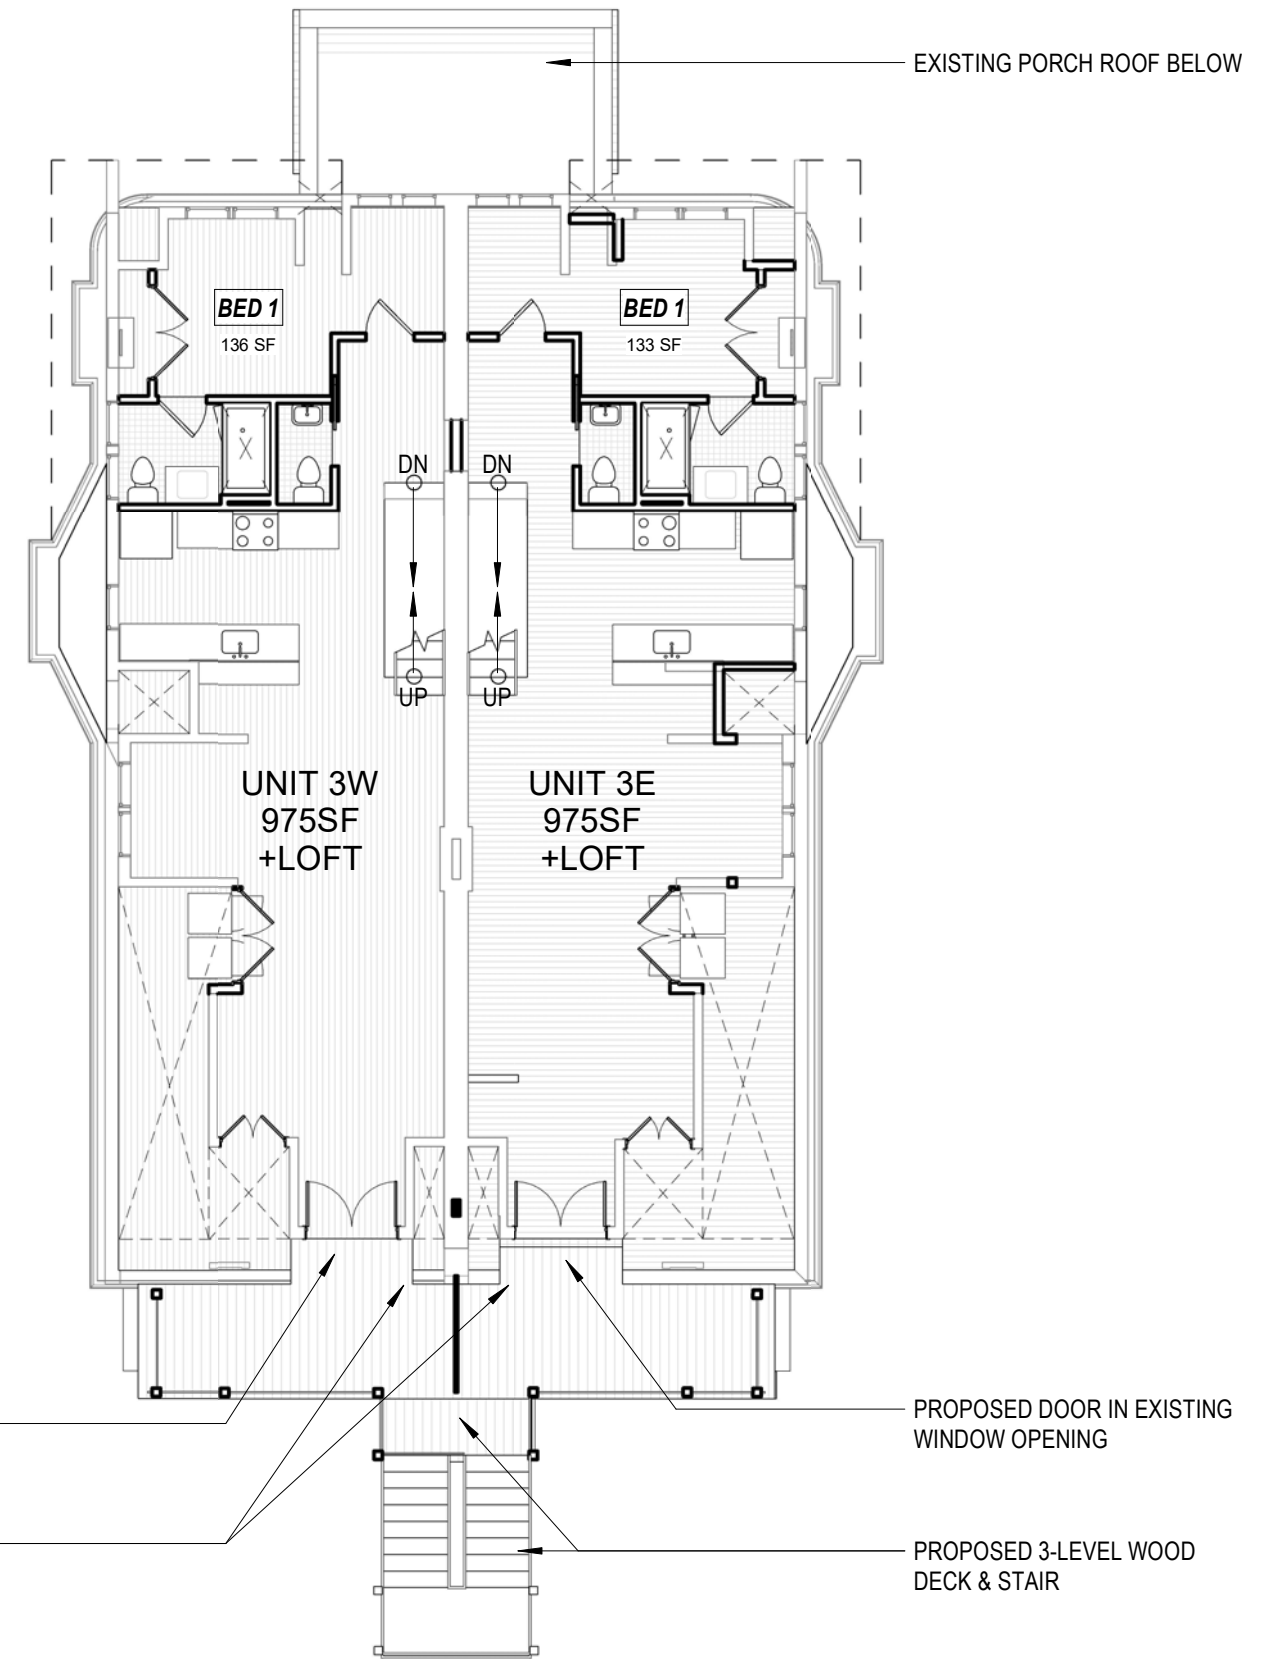 EXISTING PORCH ROOF BELOW
BED 1
136 SF
BED 1
133 SF
DN
DN
UP
UP
UNIT 3W
975SF
+LOFT
UNIT 3E
975SF
+LOFT
PROPOSED DOOR IN EXISTING
WINDOW OPENING
PROPOSED 3-LEVEL WOOD
DECK & STAIR